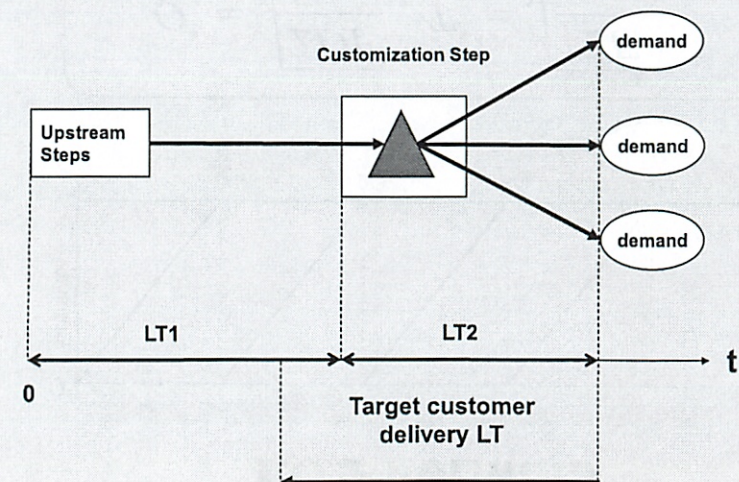 demand
Customization Step
Upstream
Steps
demand
demand
LT1
LT2
t
0
Target customer
delivery LT